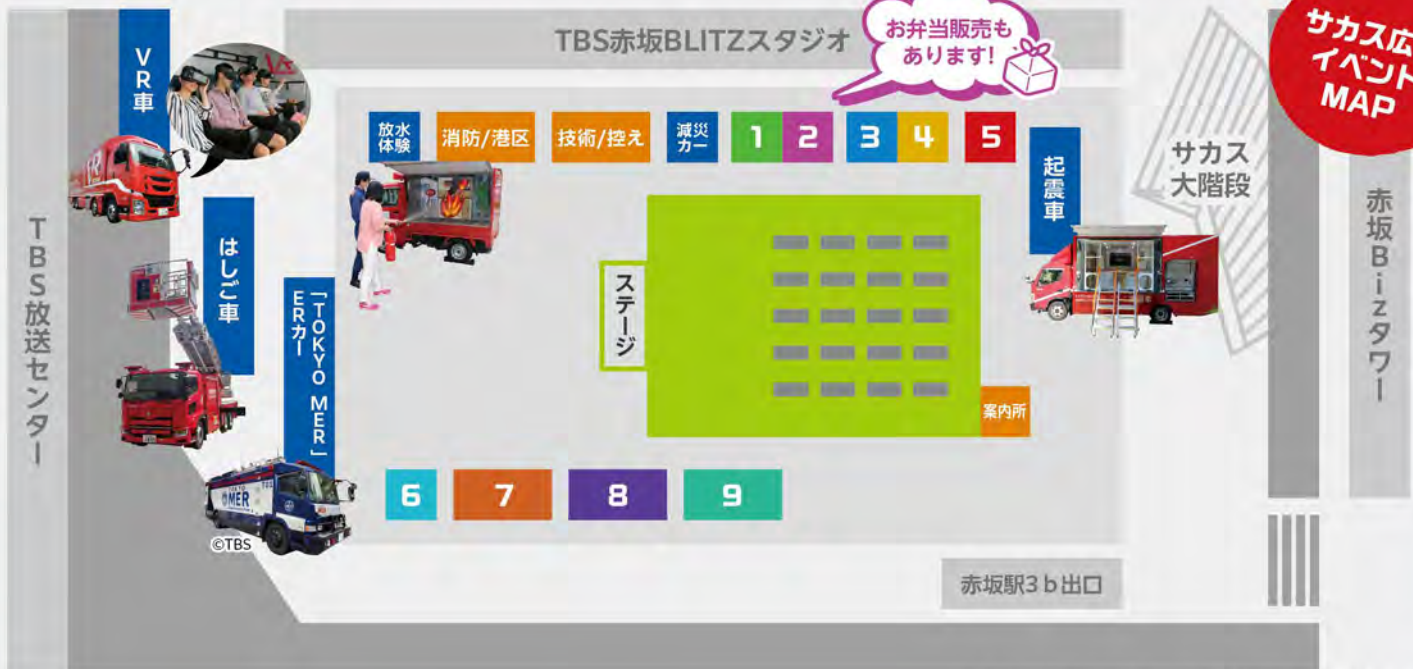 TBS赤坂BLITZスタジオ
お弁当販売も
あります!
サカス広
イベント
MAP
VR車
放水
体験
消防/港区
技術/控え
減災
カー
1
2
3
4
5
起震車
サカス
大階段
赤坂Bizタワー
TBS放送センター
はしご車
「TOKYO MER」
ERカー
ステージ
案内所
TOKYO
MER
©TBS
6
7
8
9
赤坂駅3b出口